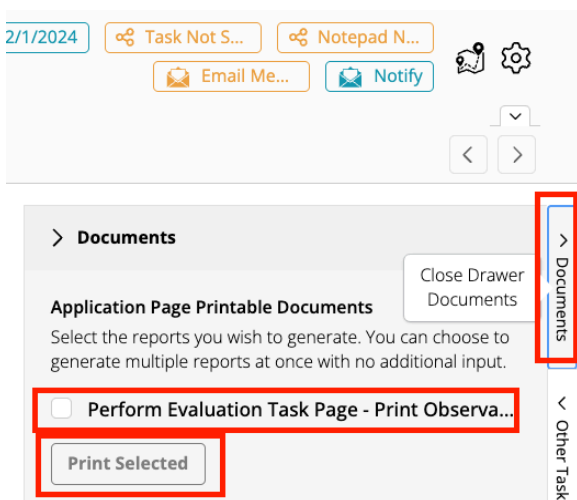 2/1/2024
Task Not S...
Notepad N...
Email Me...
Notify
Documents
Close Drawer
Documents
Application Page Printable Documents
Select the reports you wish to generate. You can choose to
generate multiple reports at once with no additional input.
Perform Evaluation Task Page - Print Observa...
Print Selected
Documents
Other Task